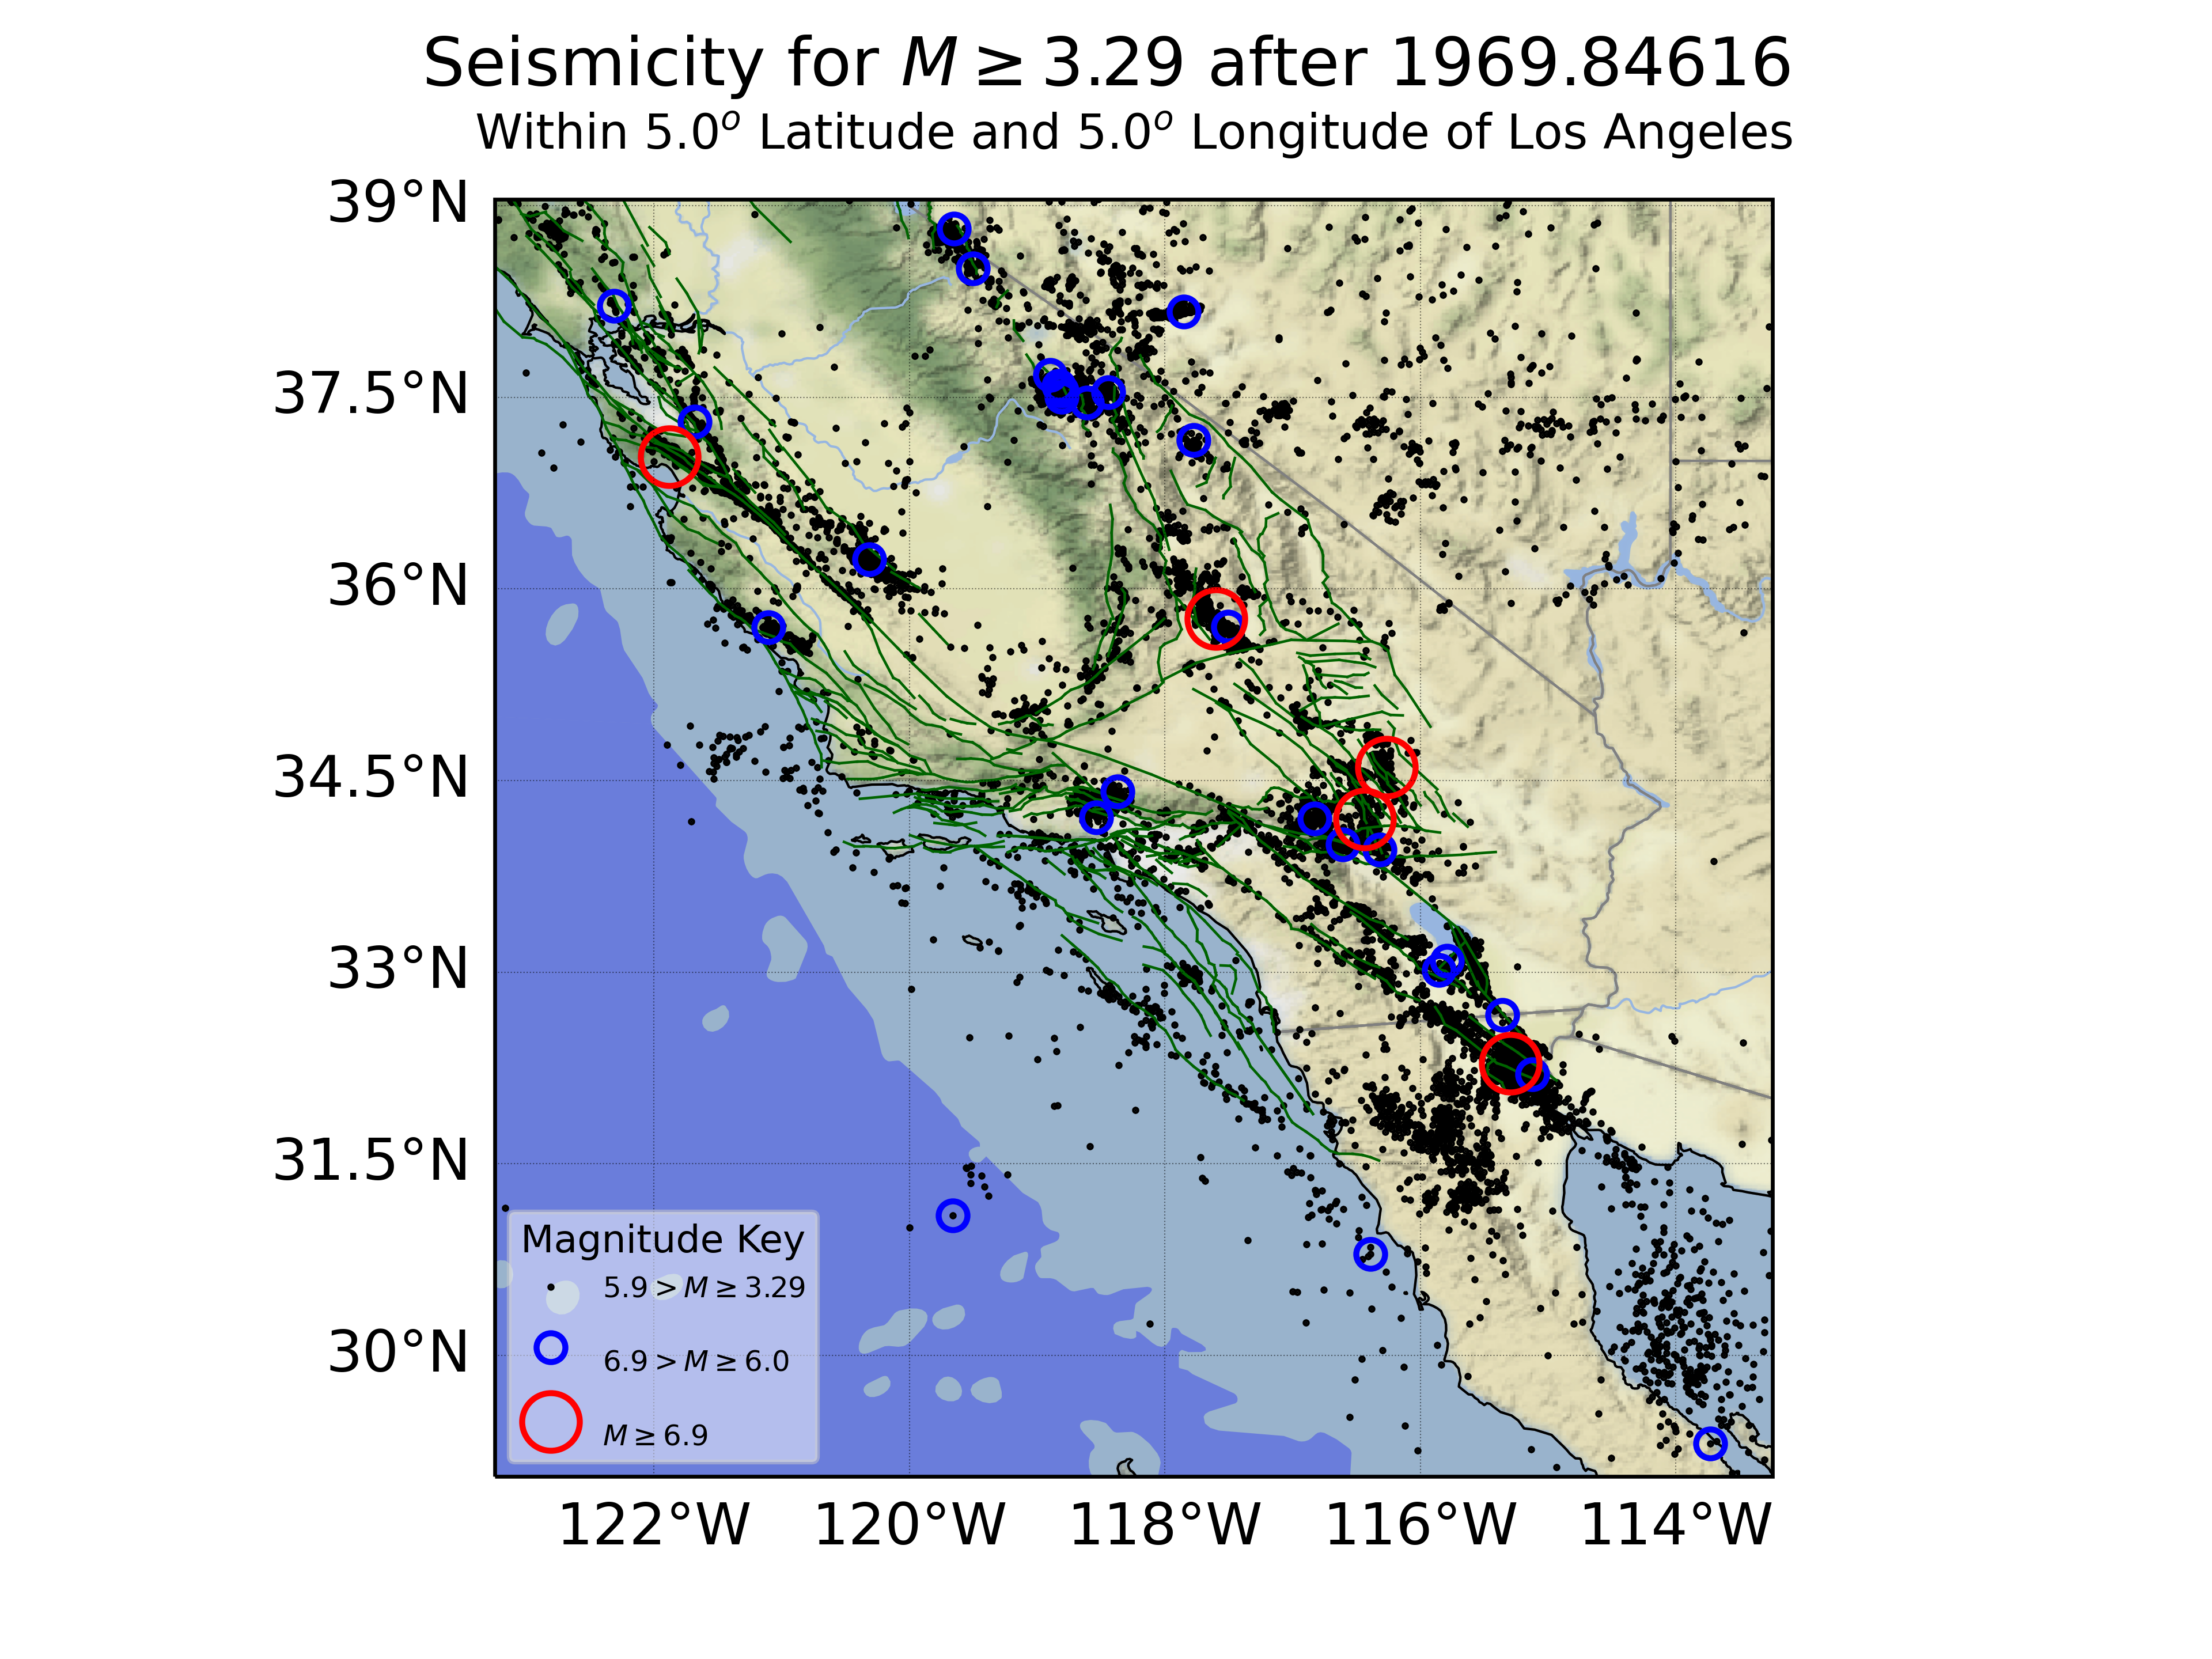 Seismicity for M ≥ 3.29 after 1969.84616
Within 5.0° Latitude and 5.0° Longitude of Los Angeles
39°N
37.5°N
36°N
34.5°N
33°N
31.5°N
30°N
Magnitude Key
5.9 > M ≥ 3.29
6.9 > M ≥ 6.0
M ≥ 6.9
122°W 120°W 118°W 116°W 114°W